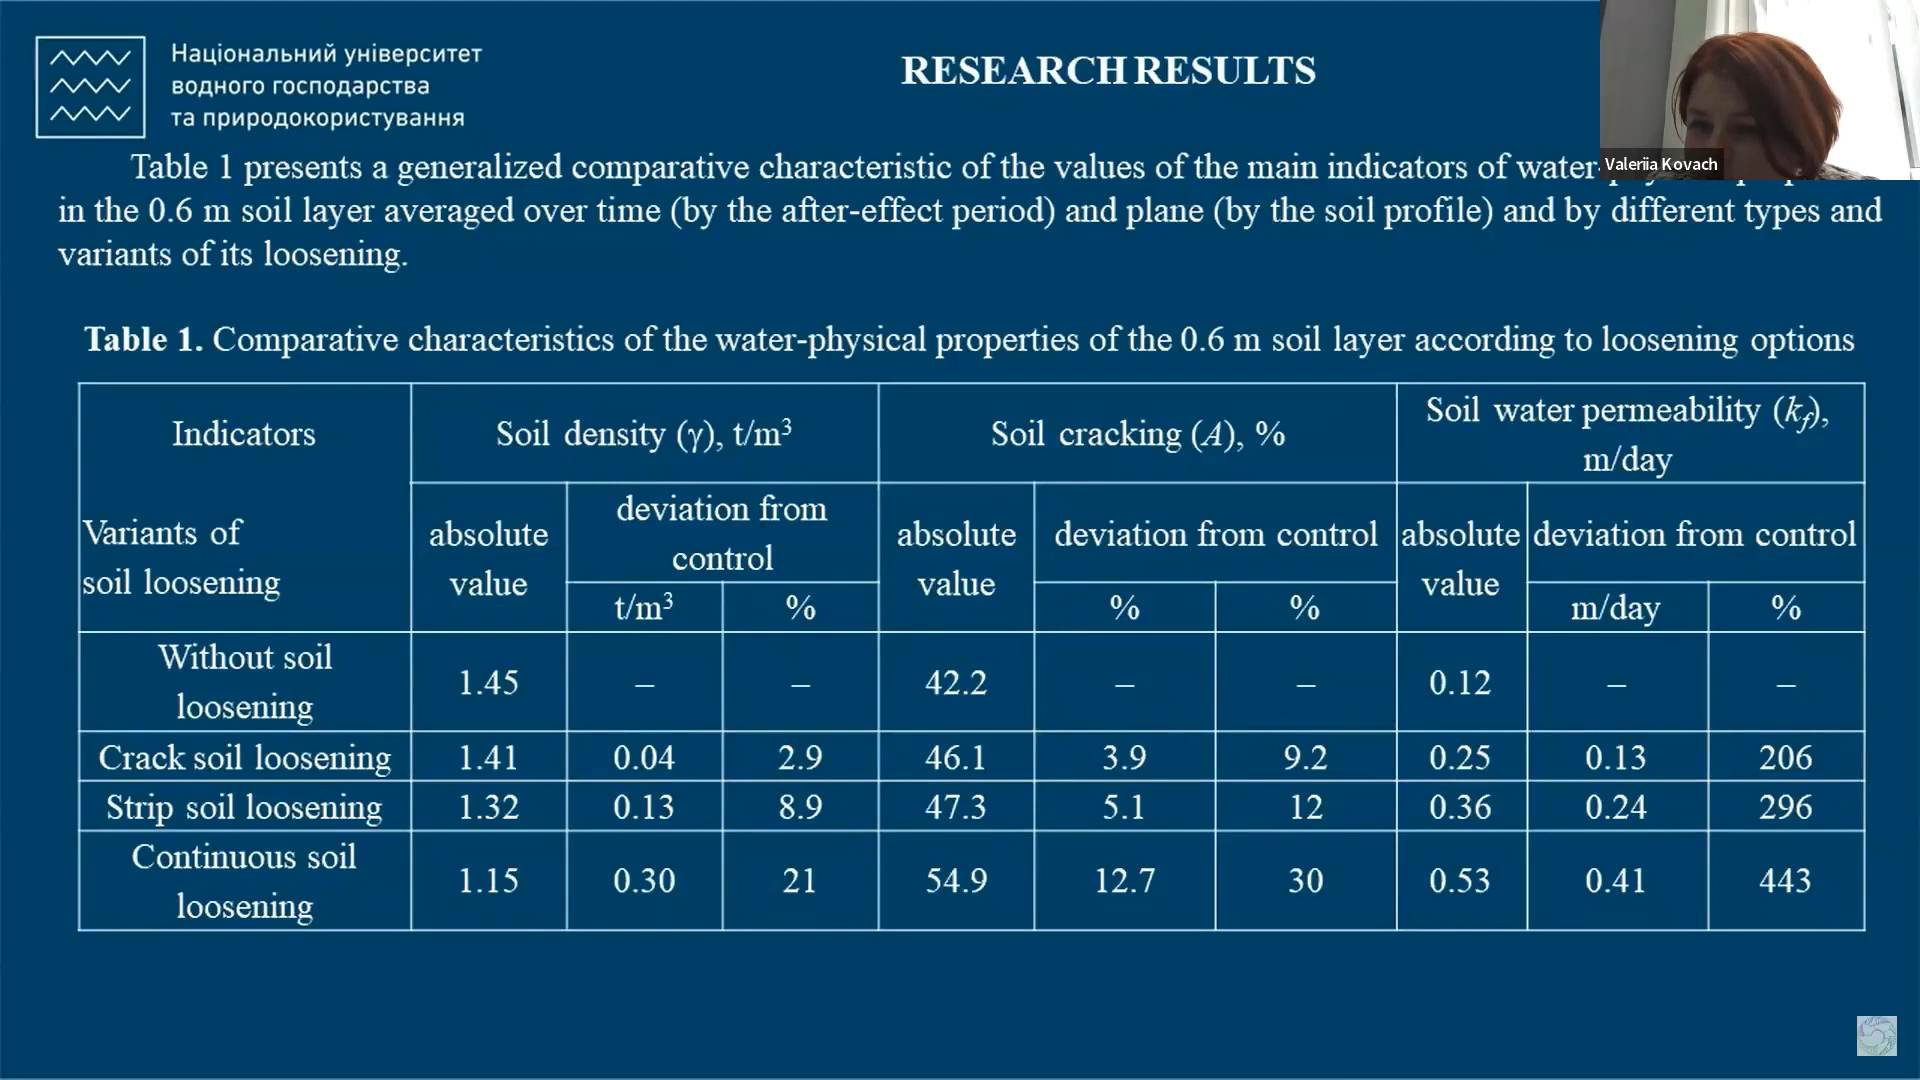 Національний університет
водного господарства
та природокористування
RESEARCH RESULTS
Valeriia Kovach
Table 1 presents a generalized comparative characteristic of the values of the main indicators of water-
in the 0.6 m soil layer averaged over time (by the after-effect period) and plane (by the soil profile) and by different types and
variants of its loosening.
Table 1. Comparative characteristics of the water-physical properties of the 0.6 m soil layer according to loosening options
Indicators
Variants of
soil loosening
Soil density (γ), t/m³
Soil cracking (A), %
Soil water permeability (kf),
m/day
absolute
value
deviation from
control
absolute
value
deviation from control
absolute
value
deviation from control
t/m³ % % % m/day %
Without soil
loosening
1.45 – – 42.2 – – 0.12 – –
Crack soil loosening 1.41 0.04 2.9 46.1 3.9 9.2 0.25 0.13 206
Strip soil loosening 1.32 0.13 8.9 47.3 5.1 12 0.36 0.24 296
Continuous soil
loosening
1.15 0.30 21 54.9 12.7 30 0.53 0.41 443